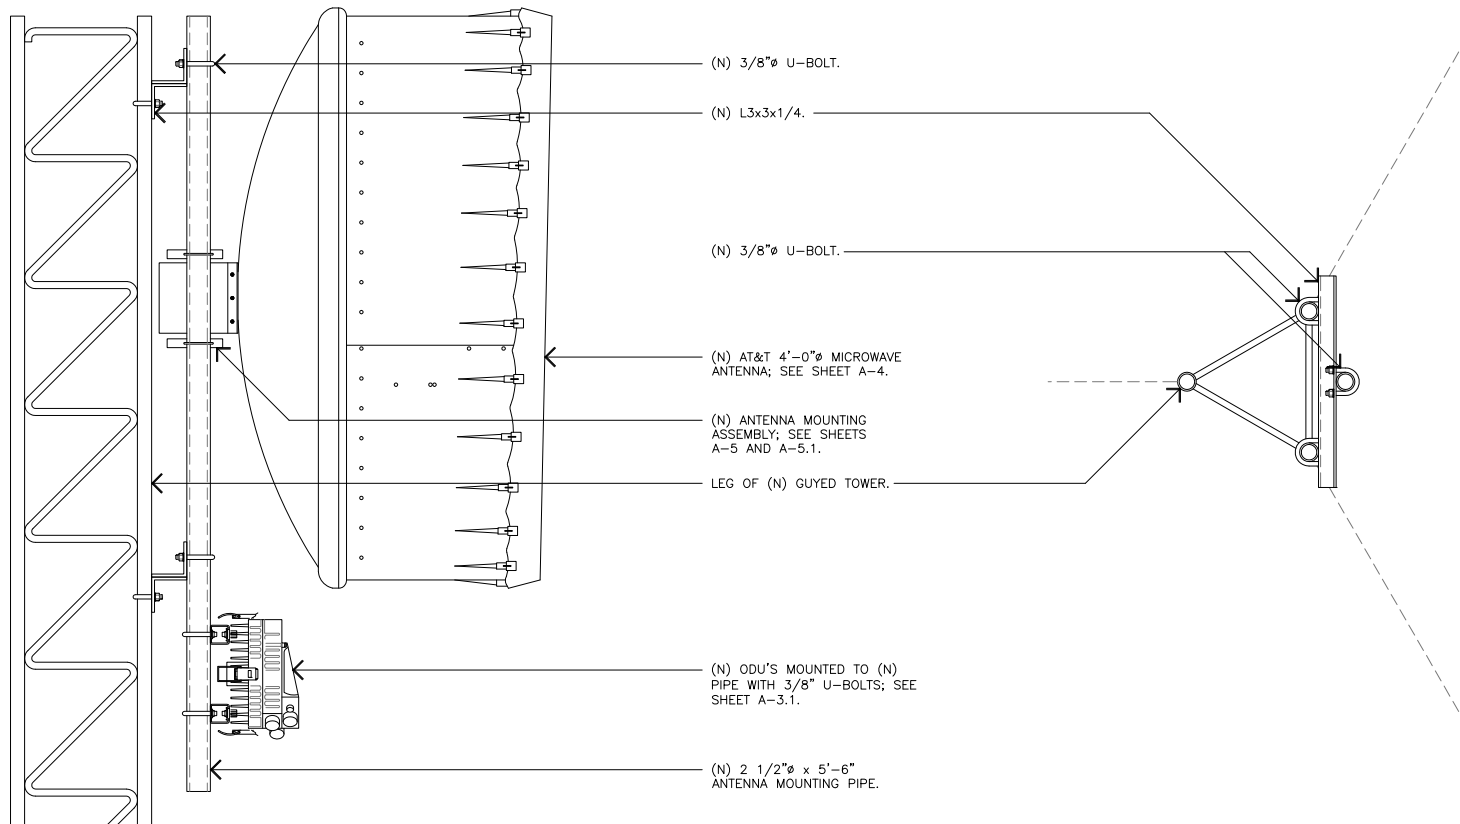 (N) 3/8"ø U-BOLT.
(N) L3x3x1/4.
(N) 3/8"ø U-BOLT.
(N) AT&T 4'-0"ø MICROWAVE
ANTENNA; SEE SHEET A-4.
(N) ANTENNA MOUNTING
ASSEMBLY; SEE SHEETS
A-5 AND A-5.1.
LEG OF (N) GUYED TOWER.
(N) ODU'S MOUNTED TO (N)
PIPE WITH 3/8" U-BOLTS; SEE
SHEET A-3.1.
(N) 2 1/2"ø x 5'-6"
ANTENNA MOUNTING PIPE.